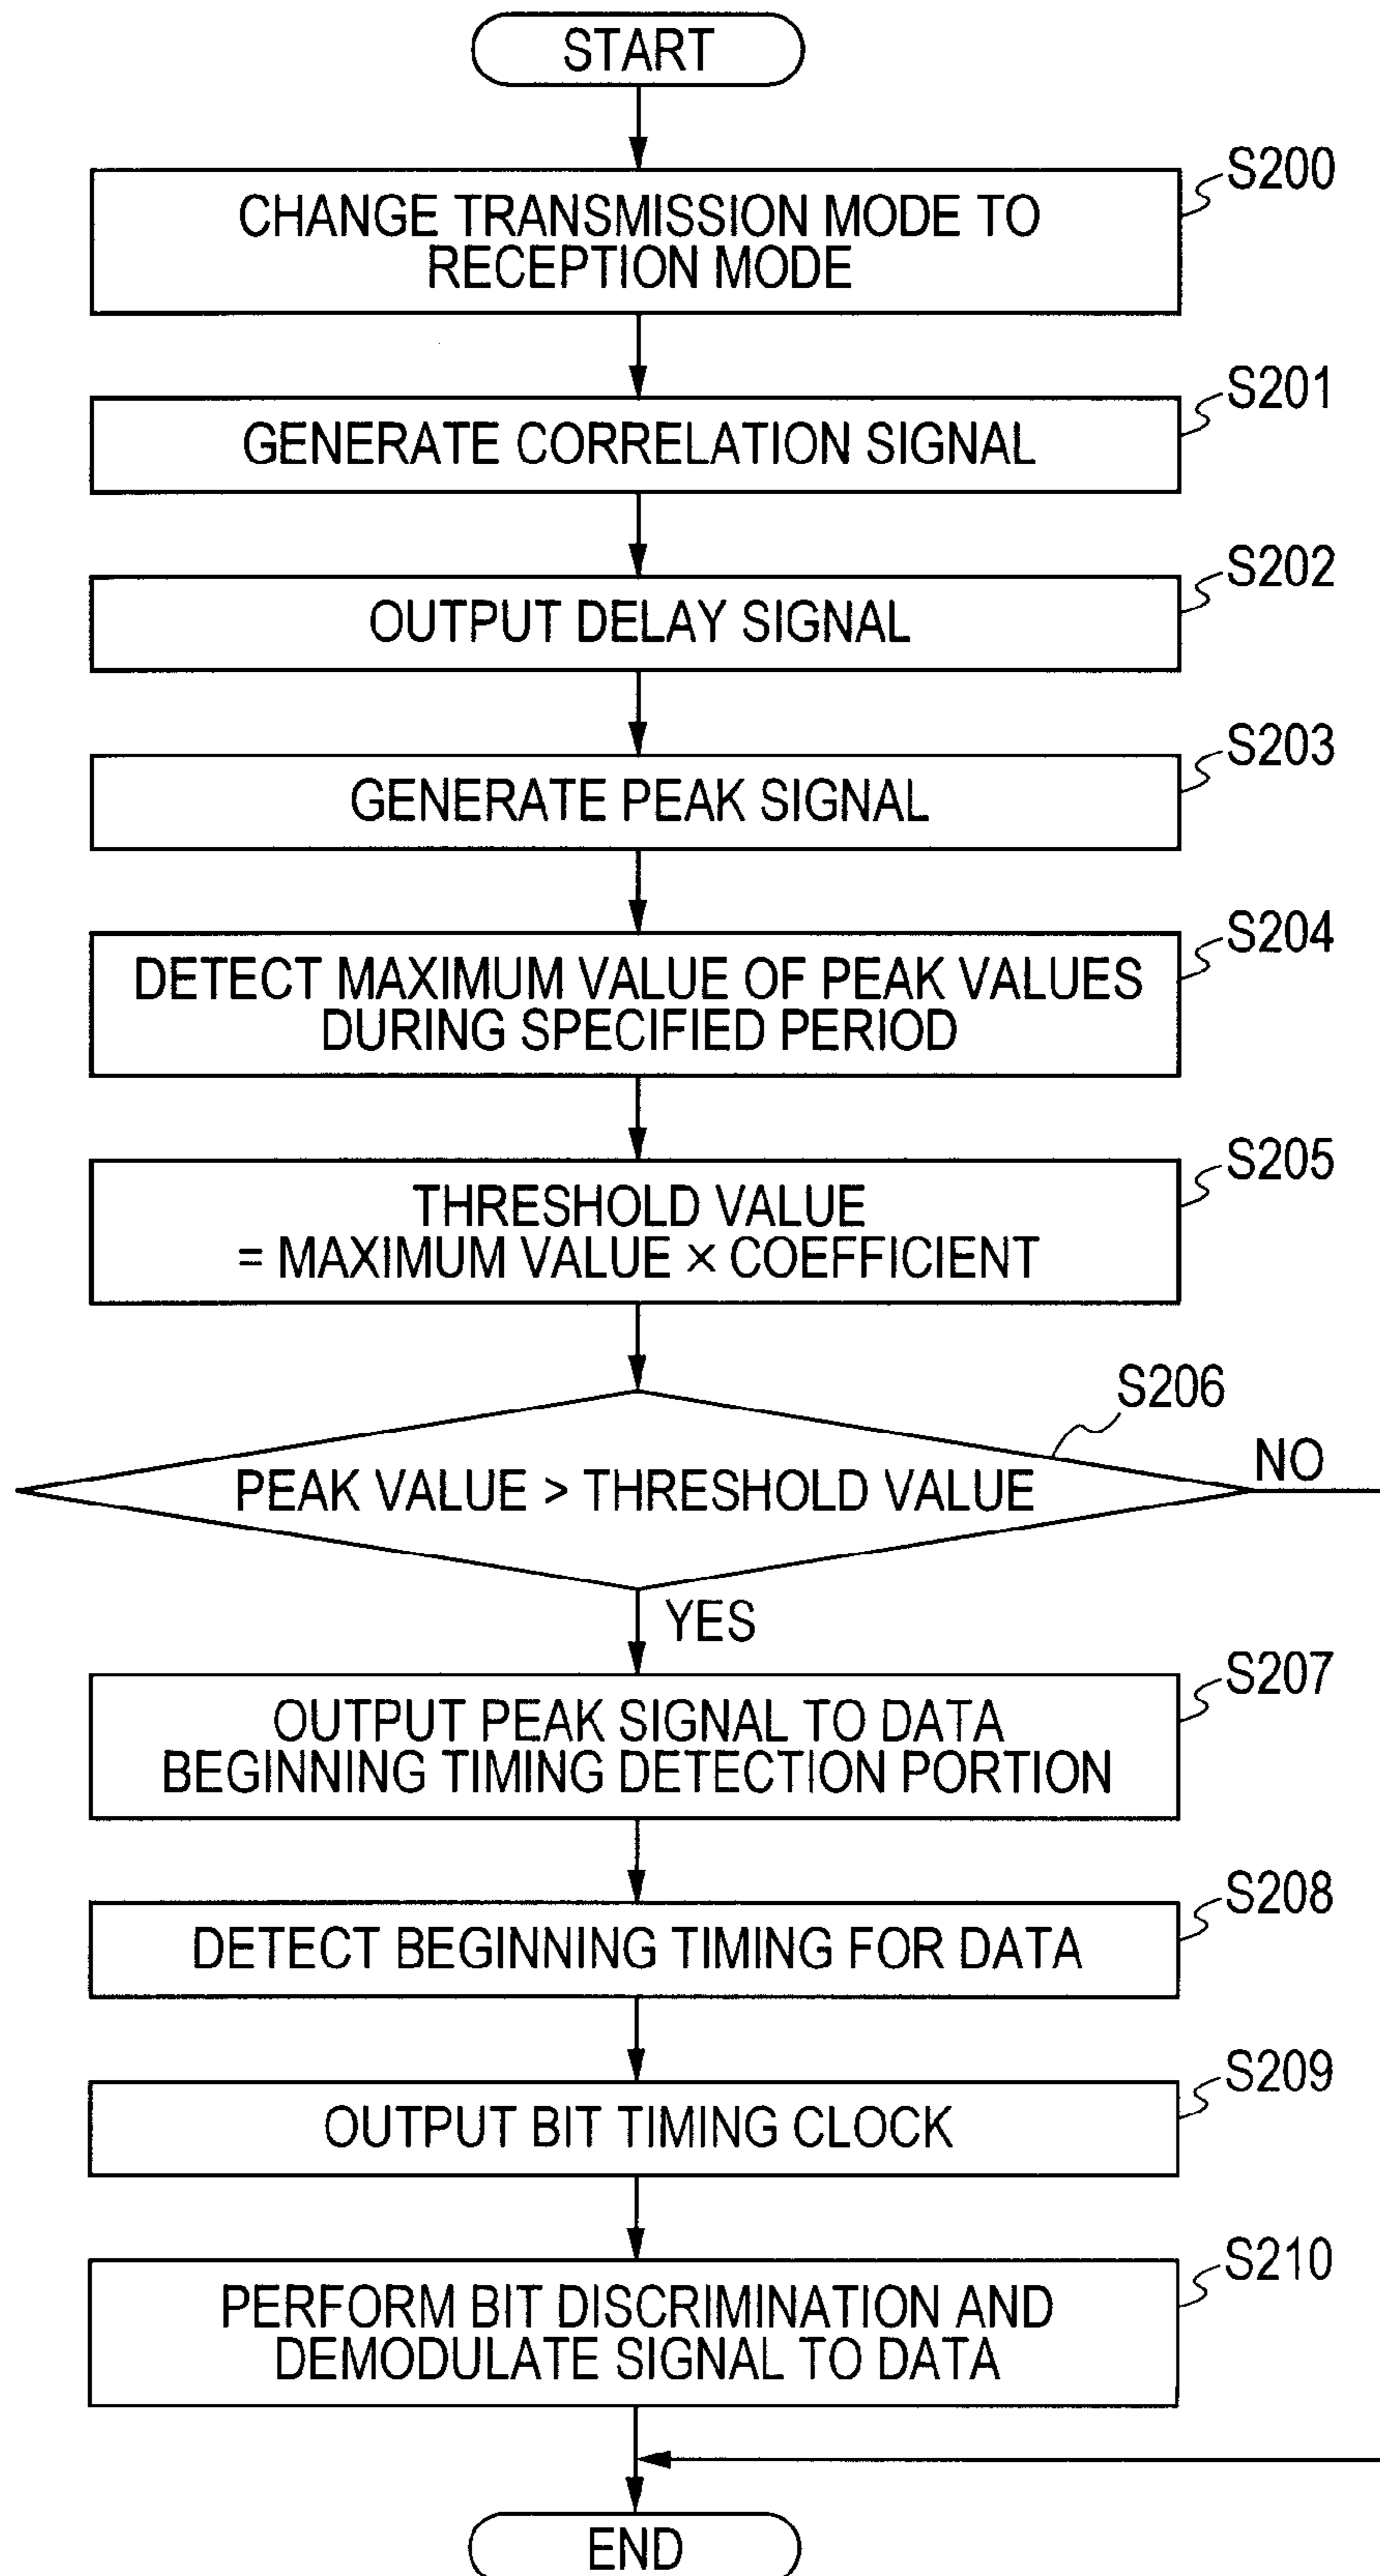 START
S200
CHANGE TRANSMISSION MODE TO
RECEPTION MODE
S201
GENERATE CORRELATION SIGNAL
S202
OUTPUT DELAY SIGNAL
S203
GENERATE PEAK SIGNAL
S204
DETECT MAXIMUM VALUE OF PEAK VALUES
DURING SPECIFIED PERIOD
S205
THRESHOLD VALUE
= MAXIMUM VALUE × COEFFICIENT
S206
PEAK VALUE > THRESHOLD VALUE
NO
YES
S207
OUTPUT PEAK SIGNAL TO DATA
BEGINNING TIMING DETECTION PORTION
S208
DETECT BEGINNING TIMING FOR DATA
S209
OUTPUT BIT TIMING CLOCK
S210
PERFORM BIT DISCRIMINATION AND
DEMODULATE SIGNAL TO DATA
END